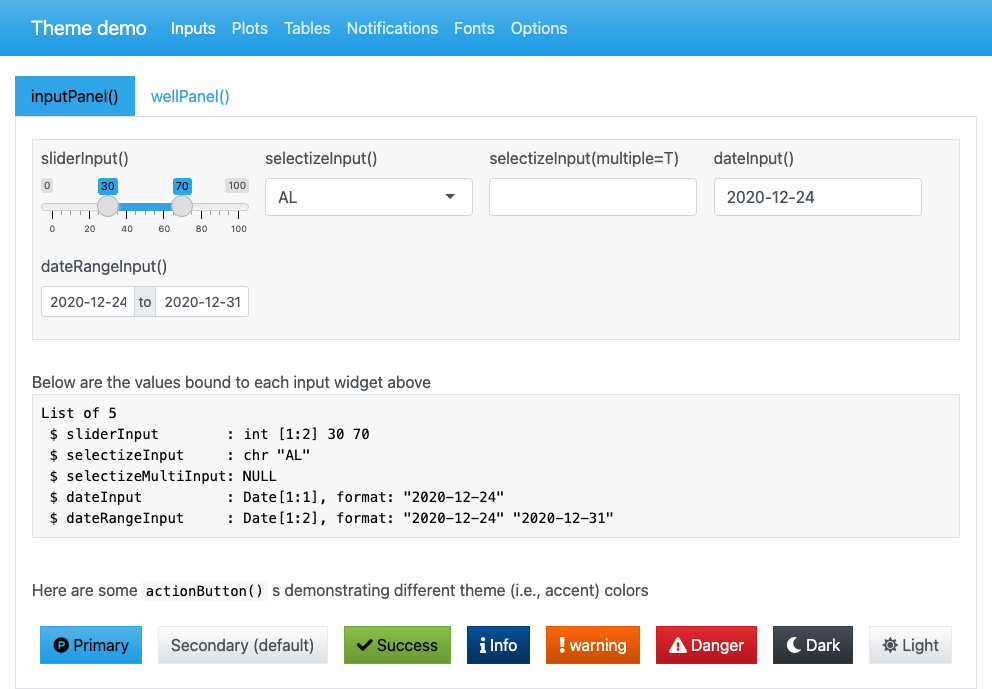 Theme demo Inputs Plots Tables Notifications Fonts Options
inputPanel() wellPanel()
sliderInput() selectizeInput() selectizeInput(multiple=T) dateInput()
0 30 70 100
AL 2020-12-24
0 20 40 60 80 100
dateRangeInput()
2020-12-24 to 2020-12-31
Below are the values bound to each input widget above
List of 5
 $ sliderInput        : int [1:2] 30 70
 $ selectizeInput     : chr "AL"
 $ selectizeMultiInput: NULL
 $ dateInput          : Date[1:1], format: "2020-12-24"
 $ dateRangeInput     : Date[1:2], format: "2020-12-24" "2020-12-31"
Here are some actionButton() s demonstrating different theme (i.e., accent) colors
Primary Secondary (default) Success Info warning Danger Dark Light